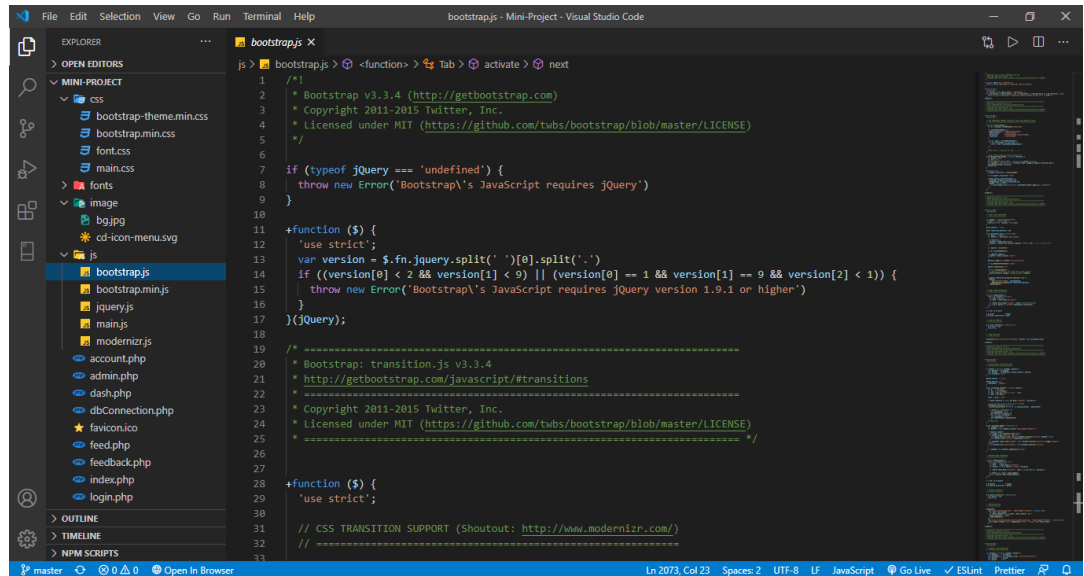 File Edit Selection View Go Run Terminal Help bootstrap.js - Mini-Project - Visual Studio Code
EXPLORER
OPEN EDITORS
MINI-PROJECT
css
bootstrap-theme.min.css
bootstrap.min.css
font.css
main.css
fonts
image
bg.jpg
cd-icon-menu.svg
js
bootstrap.js
bootstrap.min.js
jquery.js
main.js
modernizr.js
account.php
admin.php
dash.php
dbConnection.php
favicon.ico
feed.php
feedback.php
index.php
login.php
OUTLINE
TIMELINE
NPM SCRIPTS
bootstrap.js
js > bootstrap.js > <function> > Tab > activate > next
1 /*!
2 * Bootstrap v3.3.4 (http://getbootstrap.com)
3 * Copyright 2011-2015 Twitter, Inc.
4 * Licensed under MIT (https://github.com/twbs/bootstrap/blob/master/LICENSE)
5 */
6
7 if (typeof jQuery === 'undefined') {
8 throw new Error('Bootstrap\'s JavaScript requires jQuery')
9 }
10
11 +function ($) {
12 'use strict';
13 var version = $.fn.jquery.split(' ')[0].split('.')
14 if ((version[0] < 2 && version[1] < 9) || (version[0] == 1 && version[1] == 9 && version[2] < 1)) {
15 throw new Error('Bootstrap\'s JavaScript requires jQuery version 1.9.1 or higher')
16 }
17 }(jQuery);
18
19 /* ========================================================================
20 * Bootstrap: transition.js v3.3.4
21 * http://getbootstrap.com/javascript/#transitions
22 * ========================================================================
23 * Copyright 2011-2015 Twitter, Inc.
24 * Licensed under MIT (https://github.com/twbs/bootstrap/blob/master/LICENSE)
25 * ======================================================================== */
26
27
28 +function ($) {
29 'use strict';
30
31 // CSS TRANSITION SUPPORT (Shoutout: http://www.modernizr.com/)
32 // ============================================================
33
master 0 0 Open In Browser Ln 2073, Col 23 Spaces: 2 UTF-8 LF JavaScript Go Live ESLint Prettier